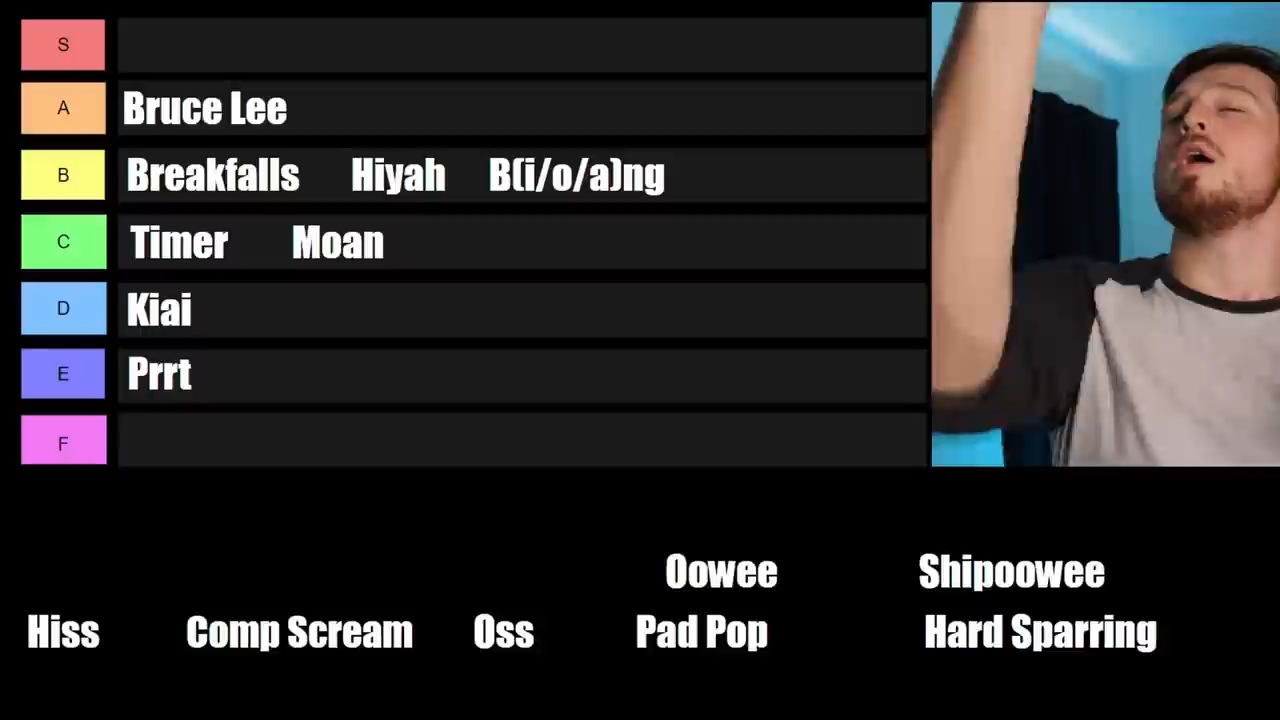 S
A Bruce Lee
B Breakfalls Hiyah B(i/o/a)ng
C Timer Moan
D Kiai
E Prrt
F
Oowee Shipoowee
Hiss Comp Scream Oss Pad Pop Hard Sparring